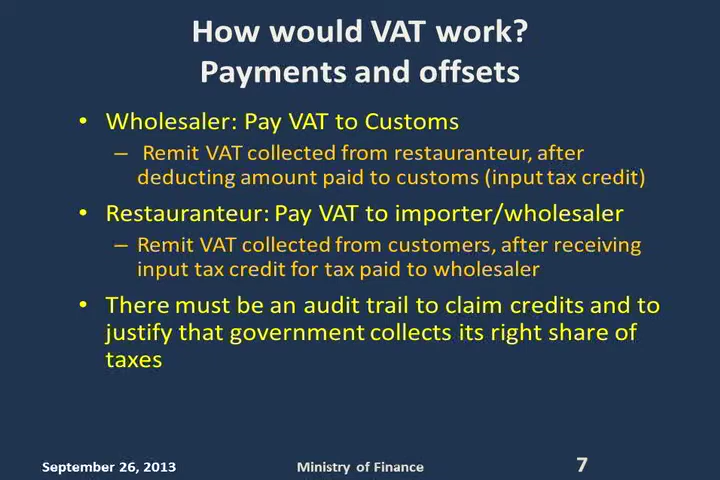 How would VAT work?
Payments and offsets
• Wholesaler: Pay VAT to Customs
– Remit VAT collected from restauranteur, after
deducting amount paid to customs (input tax credit)
• Restauranteur: Pay VAT to importer/wholesaler
– Remit VAT collected from customers, after receiving
input tax credit for tax paid to wholesaler
• There must be an audit trail to claim credits and to
justify that government collects its right share of
taxes
September 26, 2013 Ministry of Finance 7